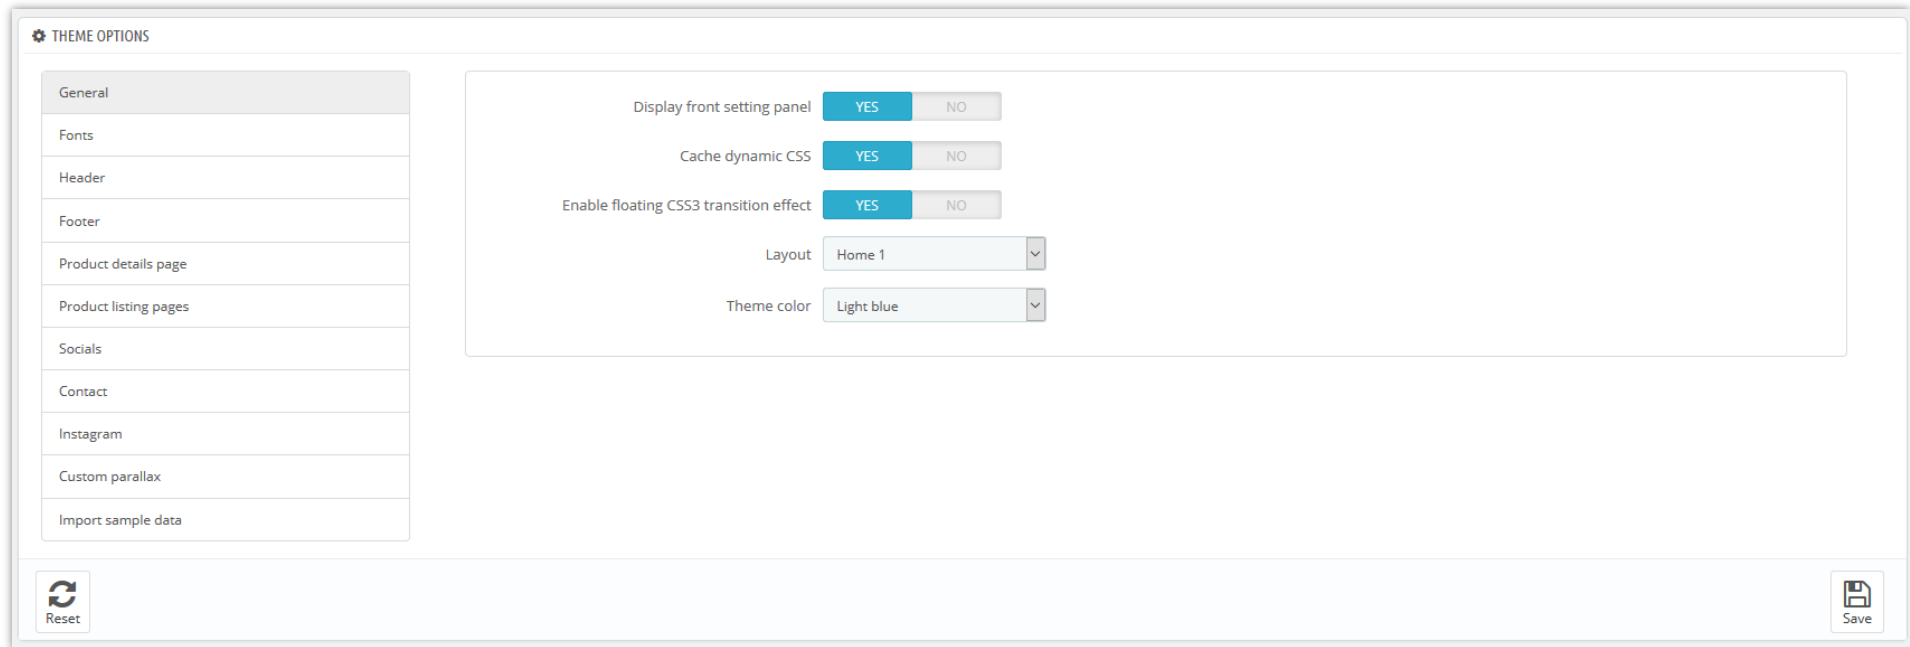 THEME OPTIONS
General
Fonts
Header
Footer
Product details page
Product listing pages
Socials
Contact
Instagram
Custom parallax
Import sample data
Display front setting panel YES NO
Cache dynamic CSS YES NO
Enable floating CSS3 transition effect YES NO
Layout Home 1
Theme color Light blue
Reset
Save